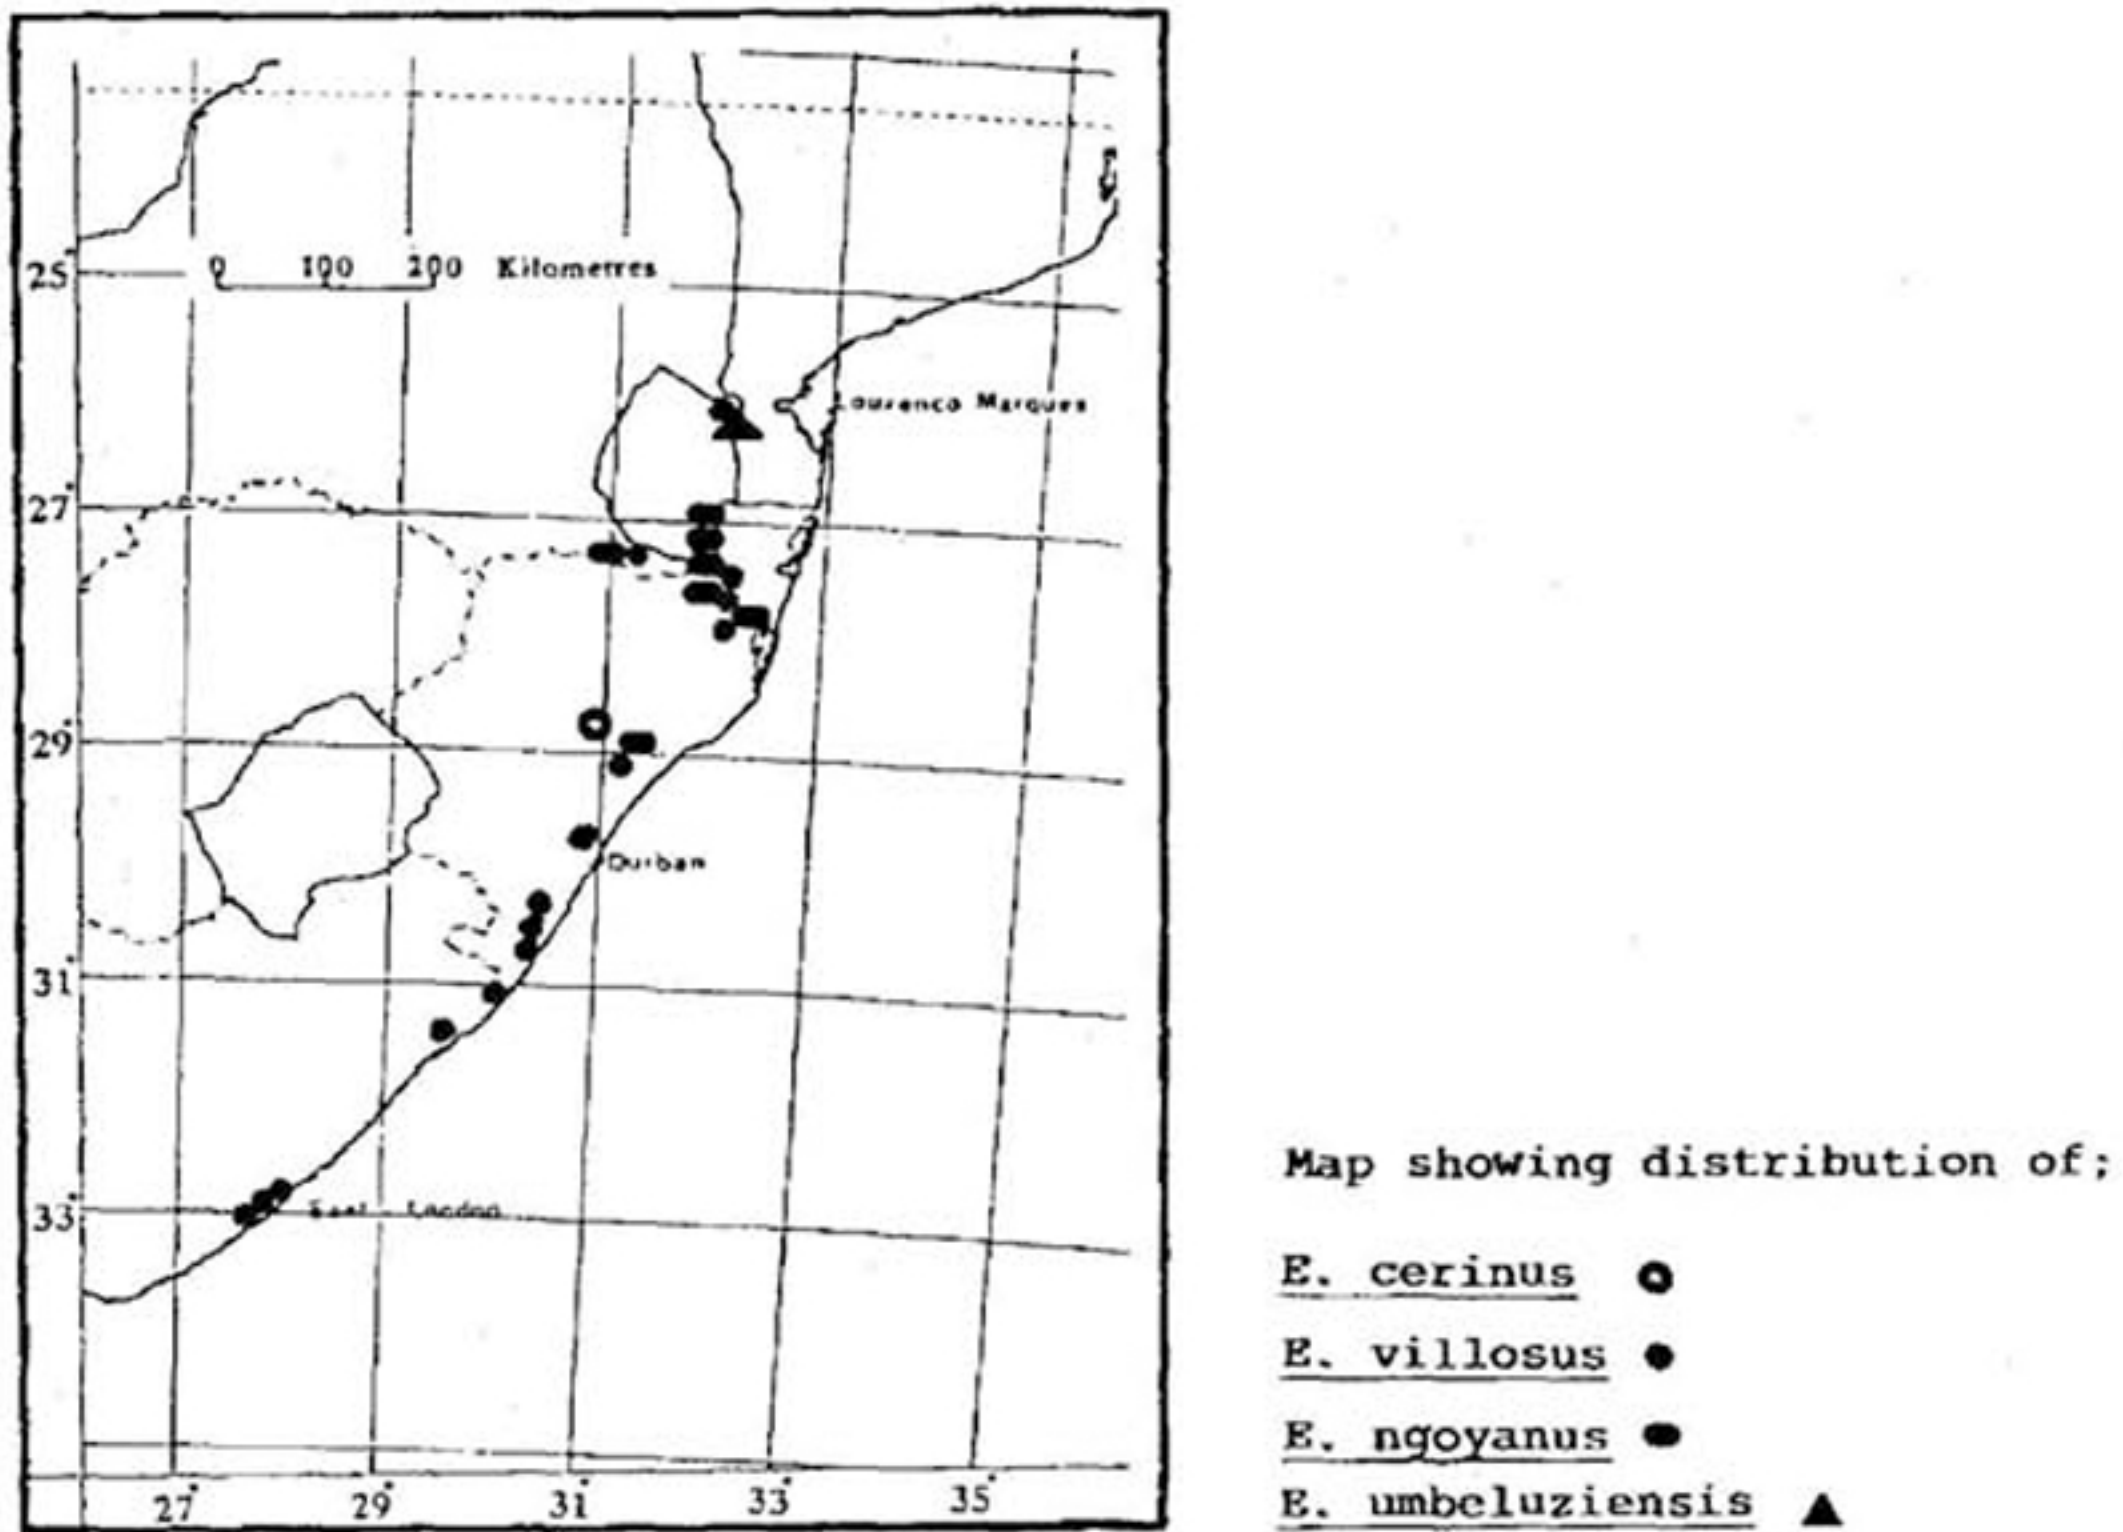 25°
0 100 200 Kilometres
Lourenco Marques
27°
29°
Durban
31°
33°
East London
27° 29° 31° 33° 35°
Map showing distribution of;
E. cerinus
E. villosus
E. ngoyanus
E. umbeluziensis